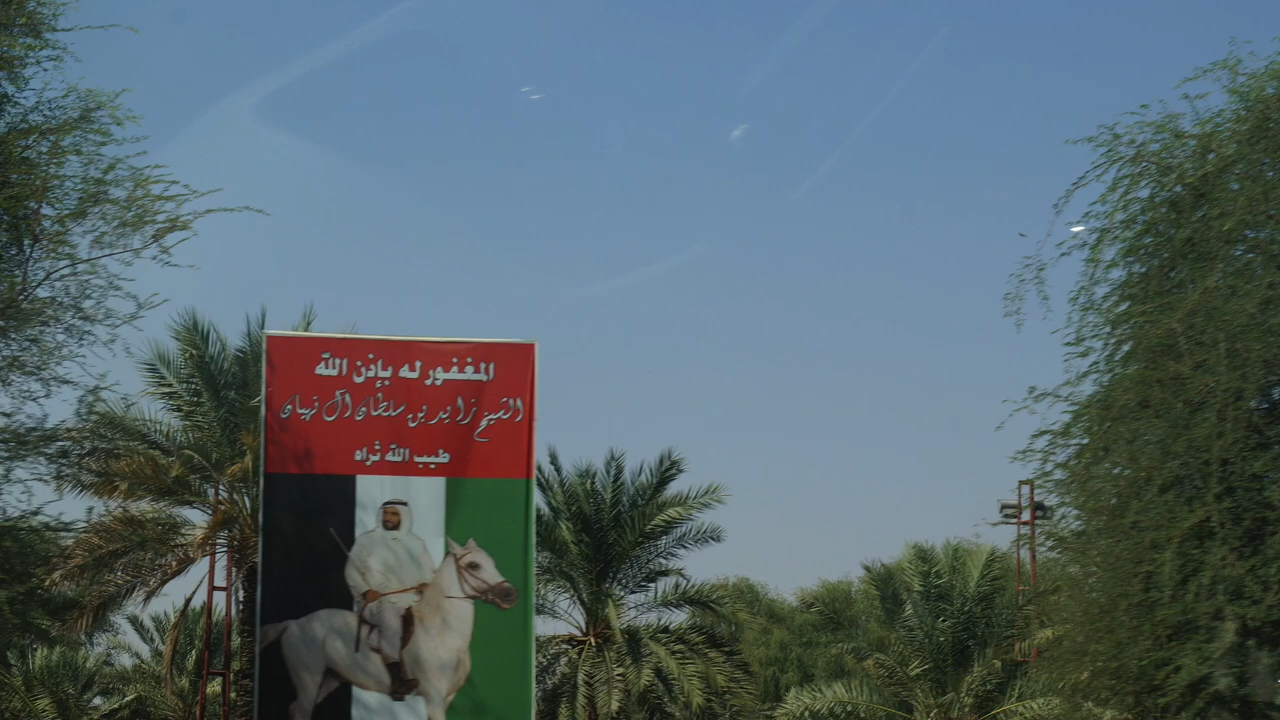 المغفور له بإذن الله
الشيخ زايد بن سلطان آل نهيان
طيب الله ثراه